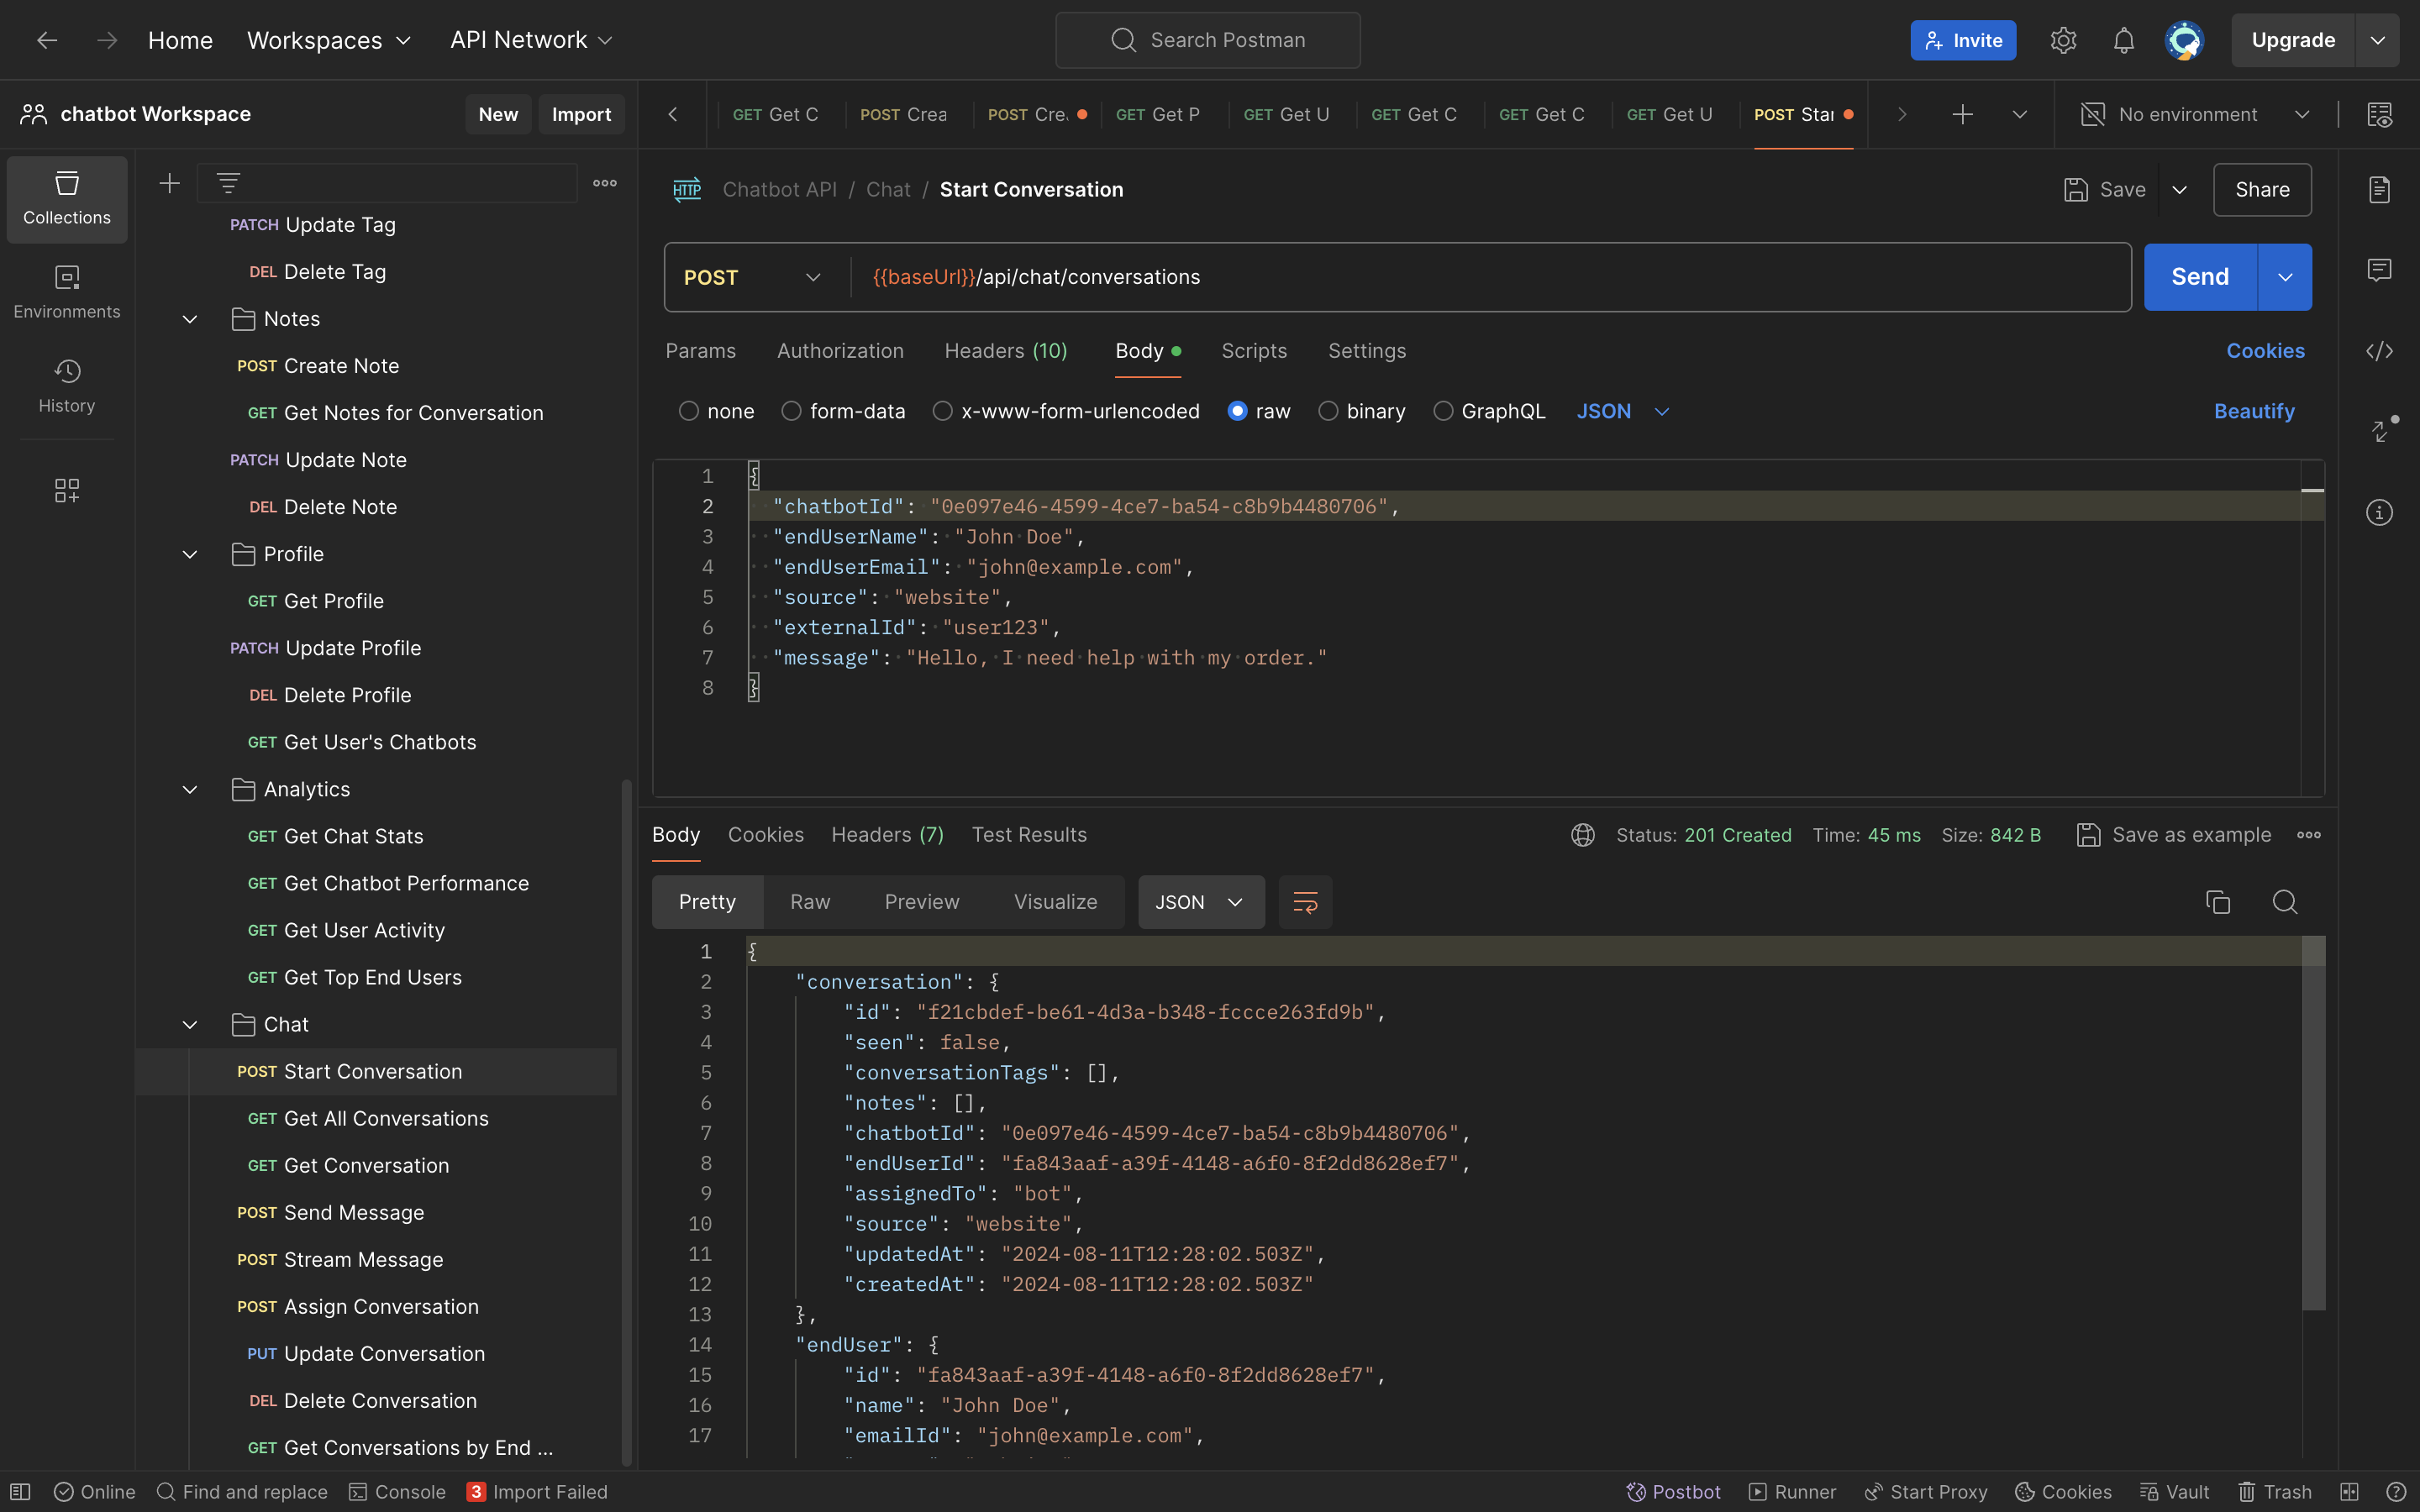 Home Workspaces API Network Search Postman Invite Upgrade
chatbot Workspace New Import
GET Get C POST Crea POST Cre GET Get P GET Get U GET Get C GET Get C GET Get U POST Star No environment
Collections
Environments
History
PATCH Update Tag
DEL Delete Tag
Notes
POST Create Note
GET Get Notes for Conversation
PATCH Update Note
DEL Delete Note
Profile
GET Get Profile
PATCH Update Profile
DEL Delete Profile
GET Get User's Chatbots
Analytics
GET Get Chat Stats
GET Get Chatbot Performance
GET Get User Activity
GET Get Top End Users
Chat
POST Start Conversation
GET Get All Conversations
GET Get Conversation
POST Send Message
POST Stream Message
POST Assign Conversation
PUT Update Conversation
DEL Delete Conversation
GET Get Conversations by End ...
HTTP Chatbot API / Chat / Start Conversation Save Share
POST {{baseUrl}}/api/chat/conversations Send
Params Authorization Headers (10) Body Scripts Settings Cookies
none form-data x-www-form-urlencoded raw binary GraphQL JSON Beautify
1 {
2 "chatbotId": "0e097e46-4599-4ce7-ba54-c8b9b4480706",
3 "endUserName": "John Doe",
4 "endUserEmail": "john@example.com",
5 "source": "website",
6 "externalId": "user123",
7 "message": "Hello, I need help with my order."
8 }
Body Cookies Headers (7) Test Results Status: 201 Created Time: 45 ms Size: 842 B Save as example
Pretty Raw Preview Visualize JSON
1 {
2 "conversation": {
3 "id": "f21cbdef-be61-4d3a-b348-fccce263fd9b",
4 "seen": false,
5 "conversationTags": [],
6 "notes": [],
7 "chatbotId": "0e097e46-4599-4ce7-ba54-c8b9b4480706",
8 "endUserId": "fa843aaf-a39f-4148-a6f0-8f2dd8628ef7",
9 "assignedTo": "bot",
10 "source": "website",
11 "updatedAt": "2024-08-11T12:28:02.503Z",
12 "createdAt": "2024-08-11T12:28:02.503Z"
13 },
14 "endUser": {
15 "id": "fa843aaf-a39f-4148-a6f0-8f2dd8628ef7",
16 "name": "John Doe",
17 "emailId": "john@example.com",
Online Find and replace Console 3 Import Failed Postbot Runner Start Proxy Cookies Vault Trash